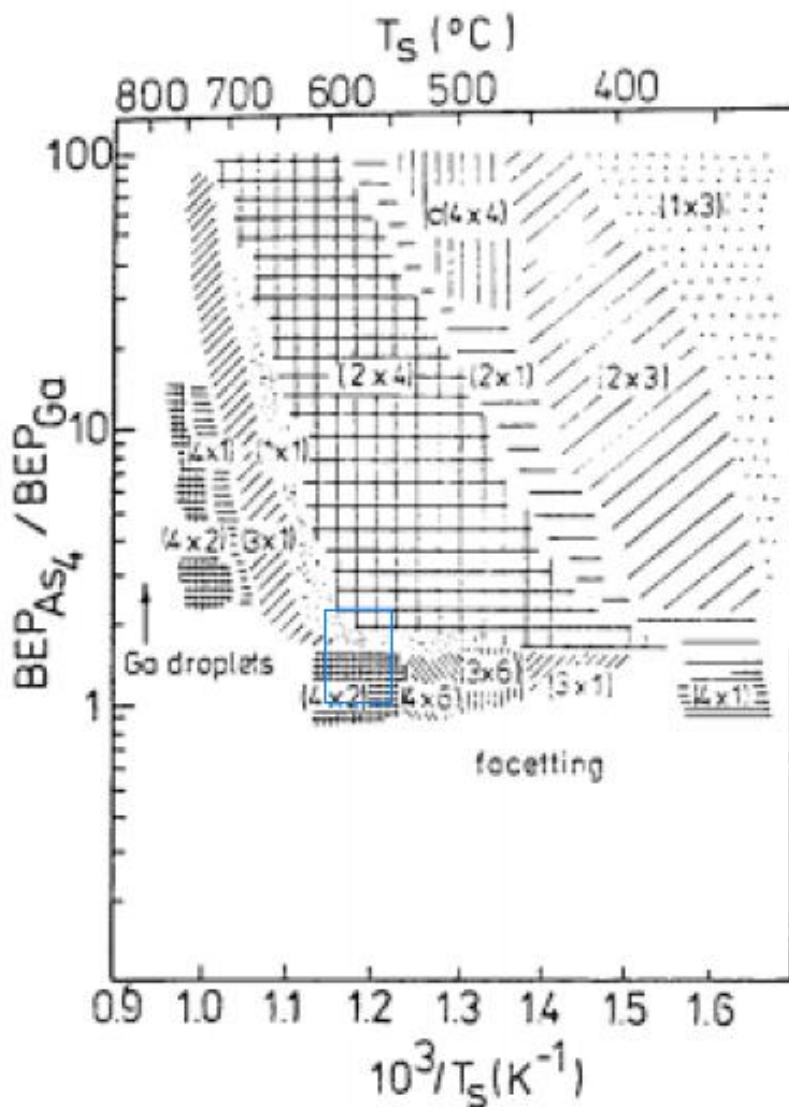 T_S (°C)
800 700 600 500 400
100
c(4×4) (1×3)
(2×4) (2×1) (2×3)
10
(4×1) (1×1)
(4×2) (3×1)
Ga droplets
(3×6)
1 (4×2) (4×6) (3×1) (4×1)
facetting
BEP_As4 / BEP_Ga
0.9 1.0 1.1 1.2 1.3 1.4 1.5 1.6
10^3/T_S (K^-1)